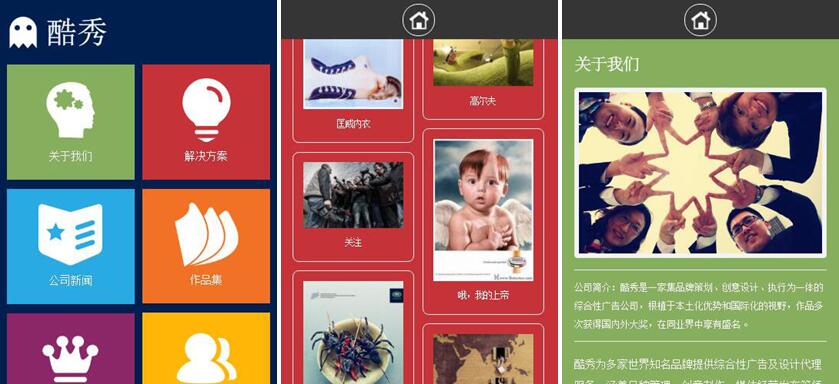 酷秀
关于我们
解决方案
公司新闻
作品集
匡威内衣
高尔夫
关注
哦，我的上帝
关于我们
公司简介：酷秀是一家集品牌策划、创意设计、执行为一体的
综合性广告公司，根植于本土化优势和国际化的视野，作品多
次获得国内外大奖，在同业界中享有盛名。
酷秀为多家世界知名品牌提供综合性广告及设计代理